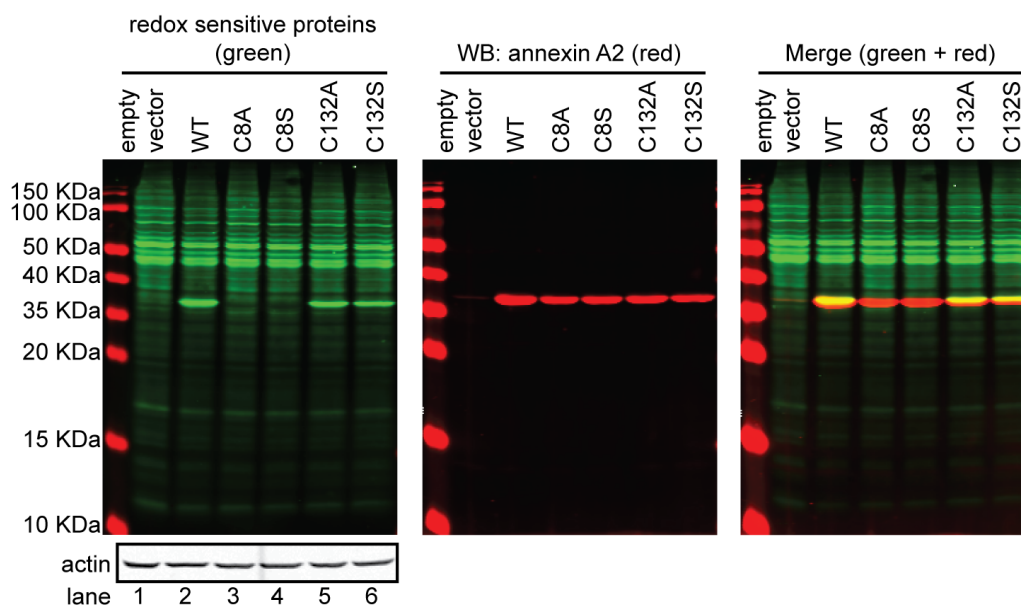 redox sensitive proteins
(green)
WB: annexin A2 (red)
Merge (green + red)
empty
vector
WT
C8A
C8S
C132A
C132S
empty
vector
WT
C8A
C8S
C132A
C132S
empty
vector
WT
C8A
C8S
C132A
C132S
150 KDa
100 KDa
50 KDa
40 KDa
35 KDa
20 KDa
15 KDa
10 KDa
actin
lane 1 2 3 4 5 6